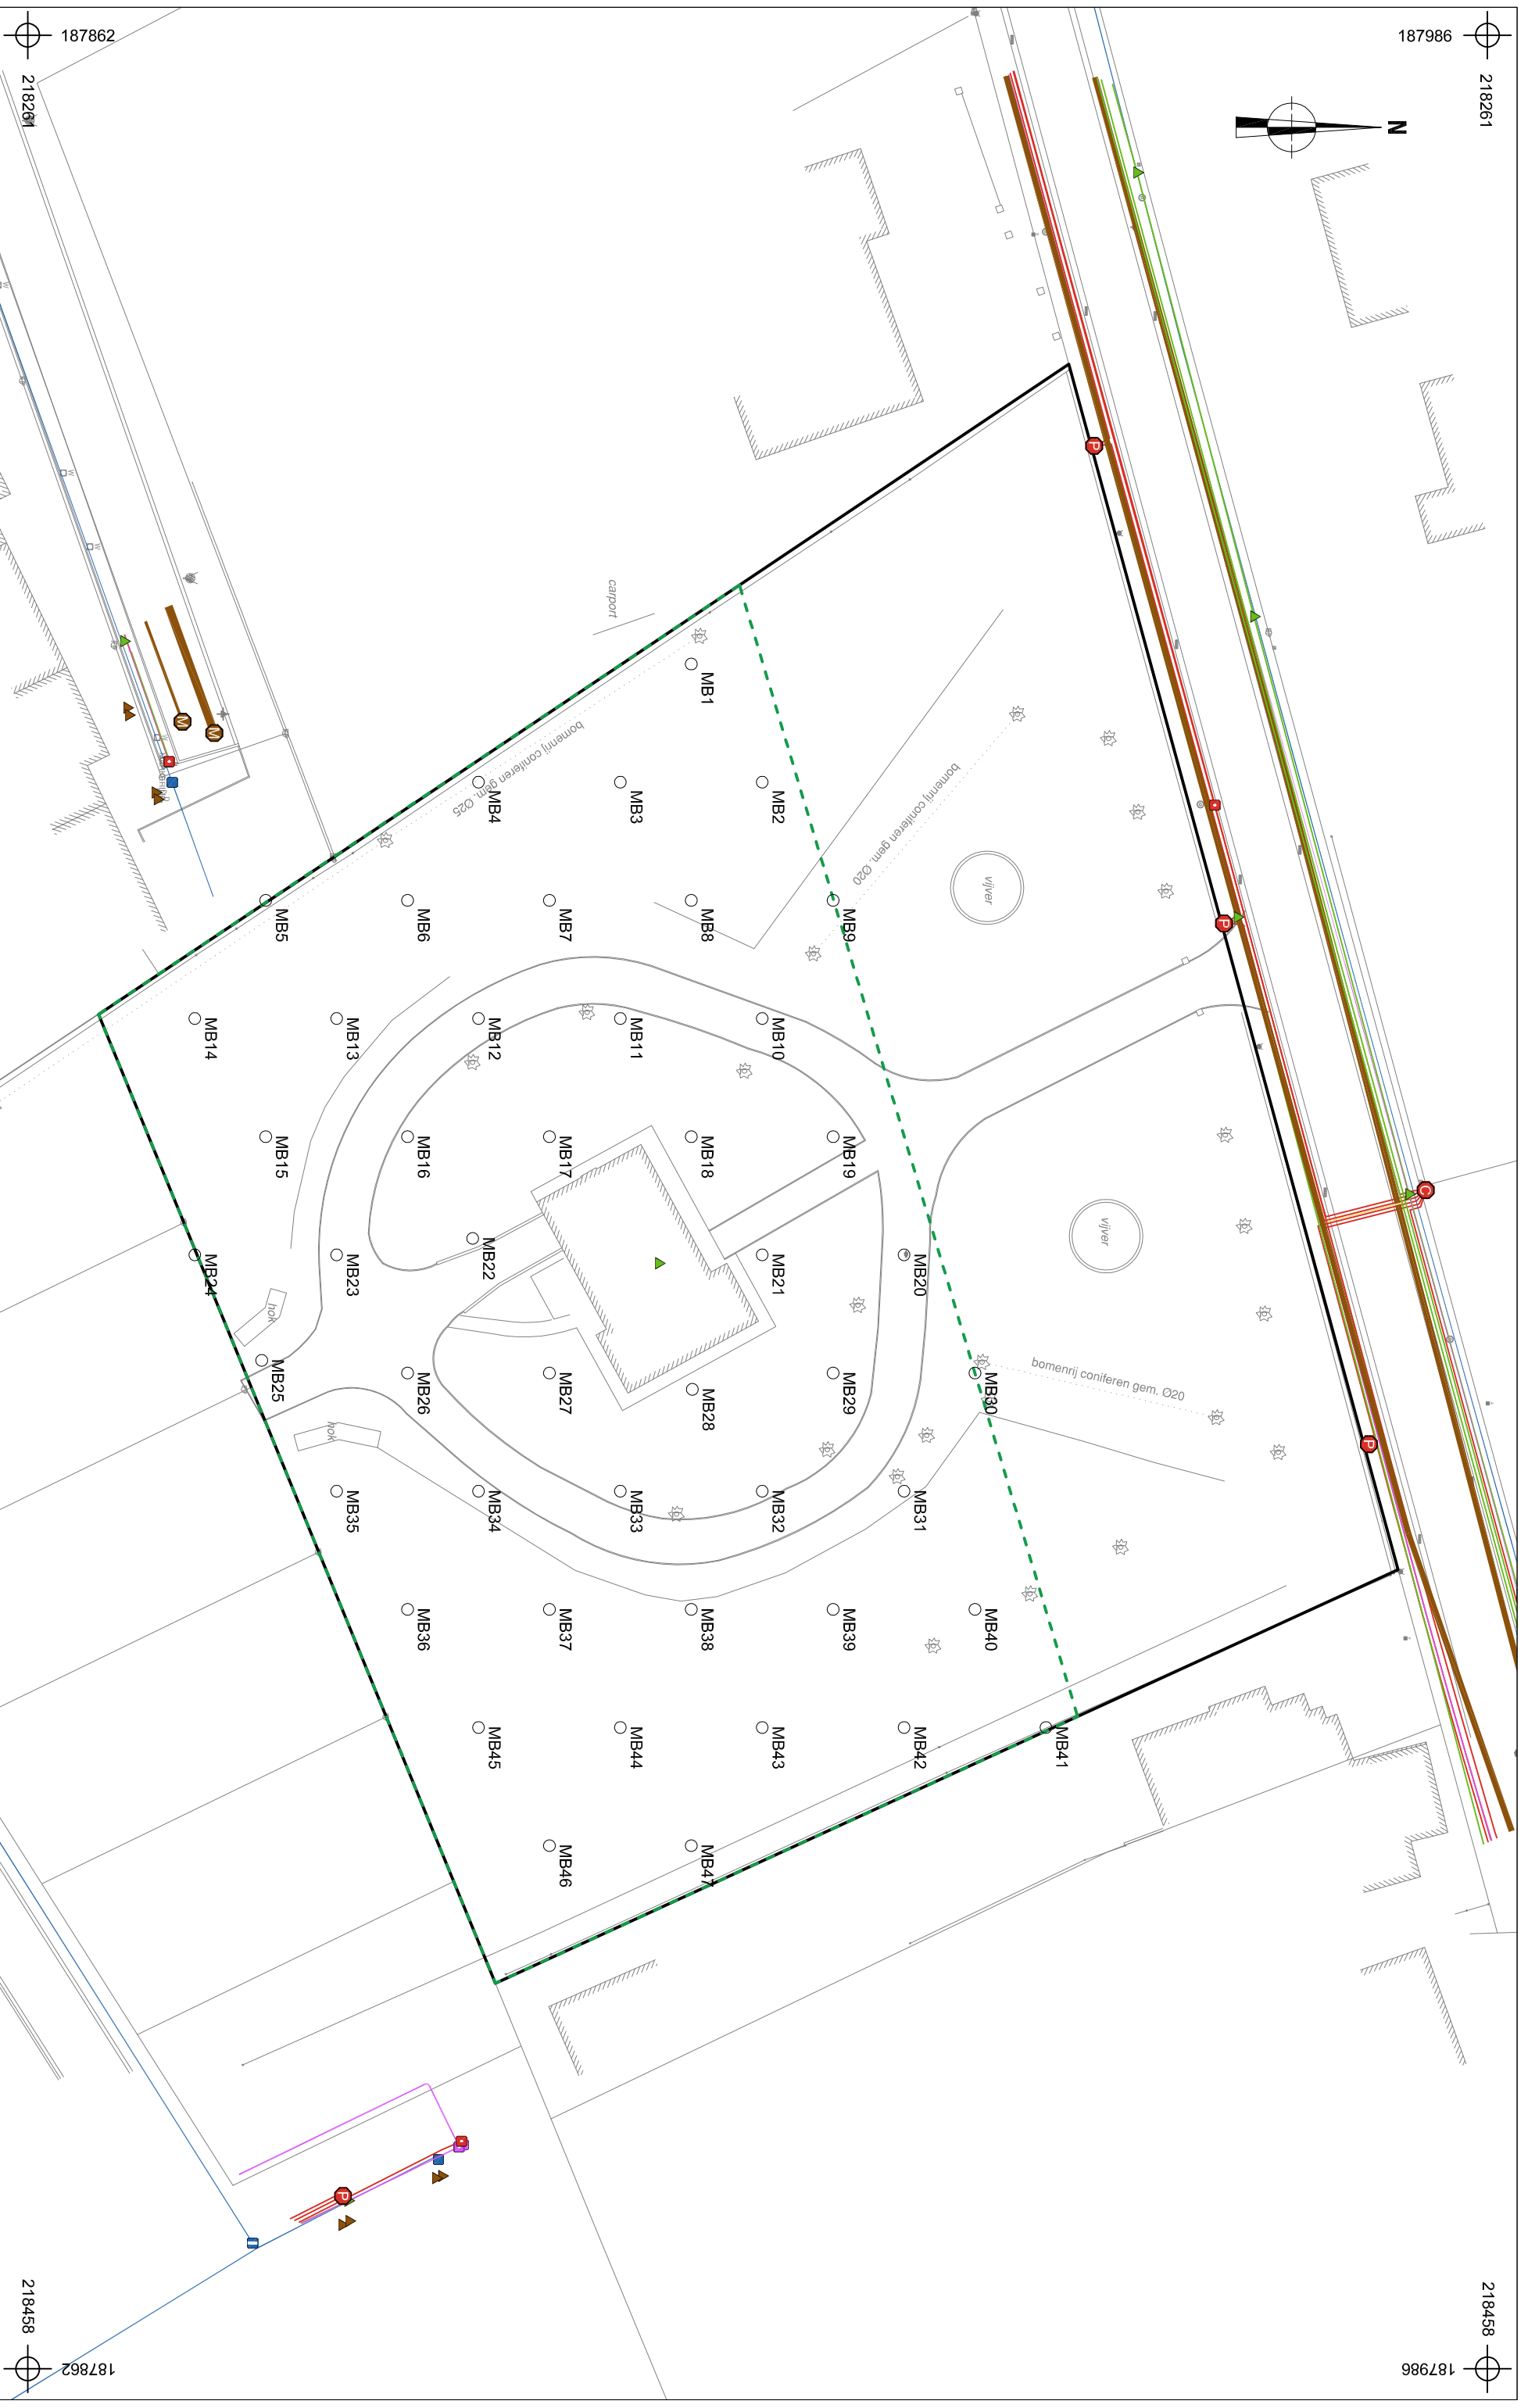 187862
218261
187986
218261
N
P
carport
MB1
bomenrij coniferen gem. Ø25
bomenrij coniferen gem. Ø20
M
M
MB4
MB3
MB2
vijver
P
MB5
MB6
MB7
MB8
MB9
MB14
MB13
MB12
MB11
MB10
MB15
MB16
MB17
MB18
MB19
C
vijver
MB24
MB23
MB22
MB21
MB20
hok
MB25
MB26
MB27
MB28
MB29
MB30
bomenrij coniferen gem. Ø20
hok
P
MB35
MB34
MB33
MB32
MB31
MB36
MB37
MB38
MB39
MB40
MB45
MB44
MB43
MB42
MB41
MB46
MB47
P
218458
187862
218458
187986